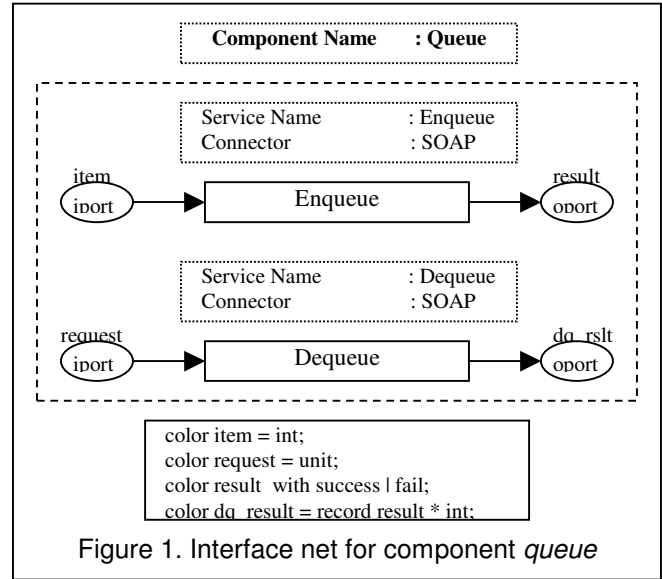 Component Name : Queue
Service Name : Enqueue
Connector : SOAP
item
iport
Enqueue
result
oport
Service Name : Dequeue
Connector : SOAP
request
iport
Dequeue
dq_rslt
oport
color item = int;
color request = unit;
color result with success | fail;
color dq_result = record result * int;
Figure 1. Interface net for component queue